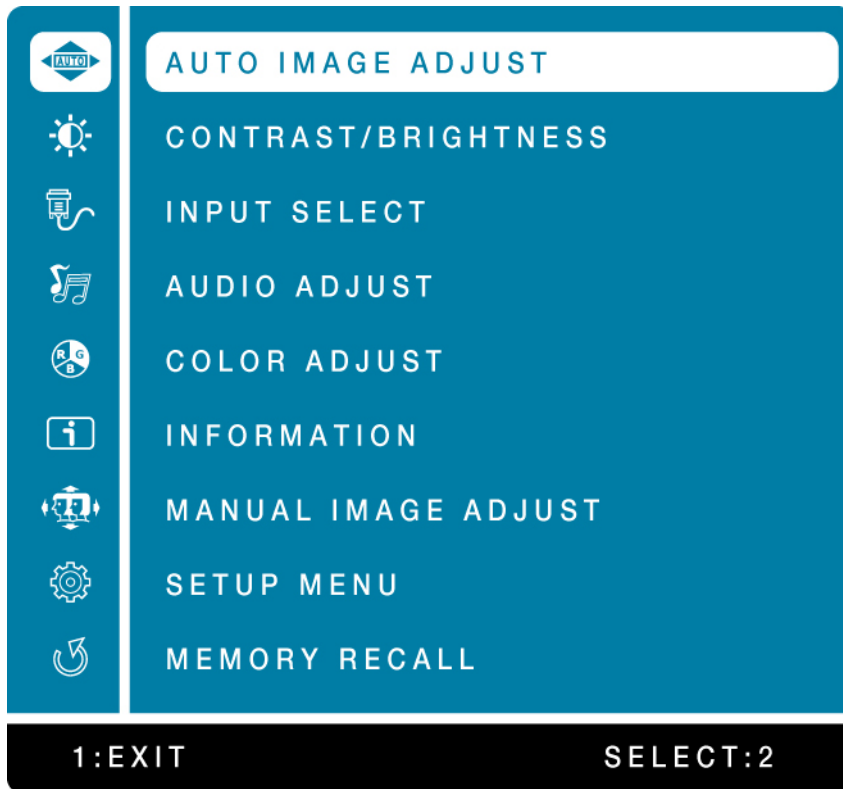 AUTO AUTO IMAGE ADJUST
CONTRAST/BRIGHTNESS
INPUT SELECT
AUDIO ADJUST
R G B COLOR ADJUST
i INFORMATION
MANUAL IMAGE ADJUST
SETUP MENU
MEMORY RECALL
1:EXIT SELECT:2